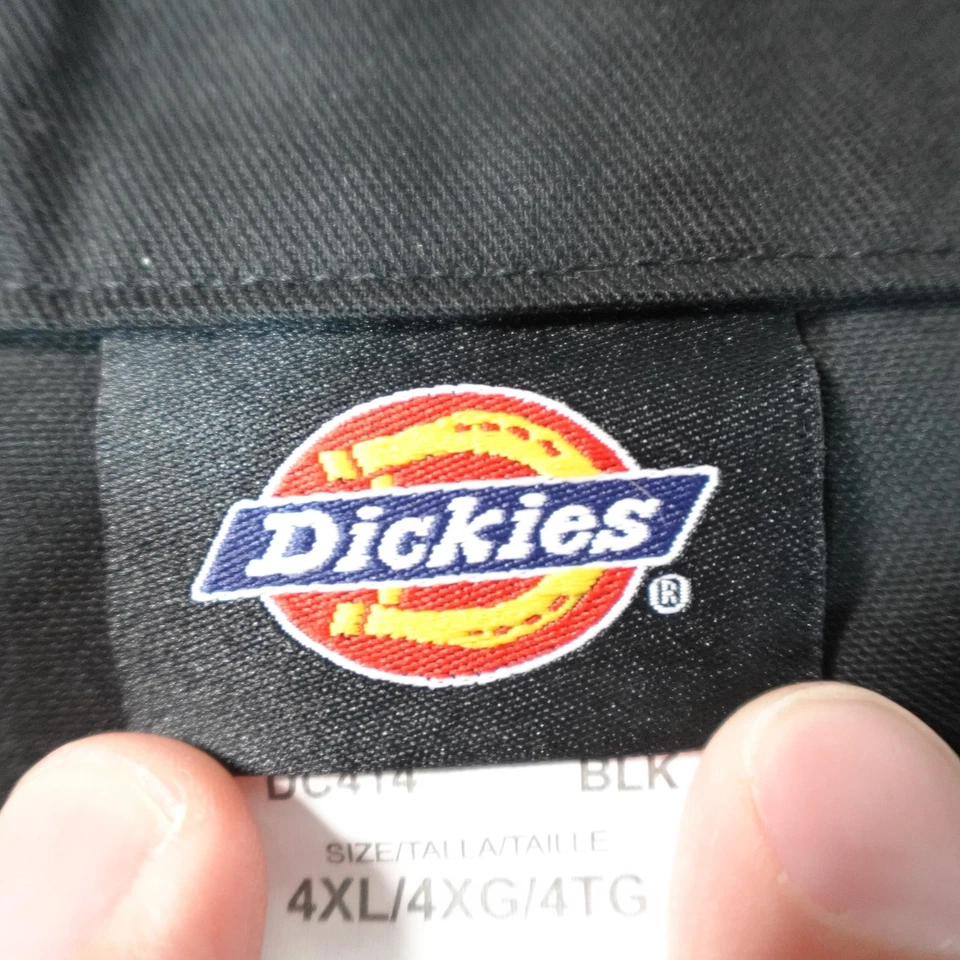 Dickies
®
DC414 BLK
SIZE/TALLA/TAILLE
4XL/4XG/4TG